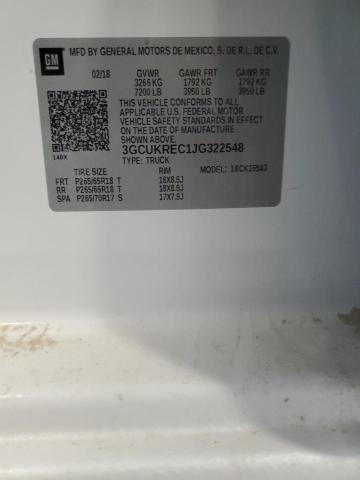 GM
MFD BY GENERAL MOTORS DE MEXICO, S. DE R.L. DE C.V.
02/18 GVWR GAWR FRT GAWR RR
3266 KG 1792 KG 1792 KG
7200 LB 3950 LB 3950 LB
THIS VEHICLE CONFORMS TO ALL
APPLICABLE U.S. FEDERAL MOTOR
VEHICLE SAFETY STANDARDS IN
EFFECT ON THE DATE OF
MANUFACTURE SHOWN ABOVE.
3GCUKREC1JG322548
TYPE: TRUCK MODEL: 1SCK15543
148X
TIRE SIZE RIM
FRT P265/65R18 T 18X8.5J
RR P265/65R18 T 18X8.5J
SPA P265/70R17 S 17X7.5J